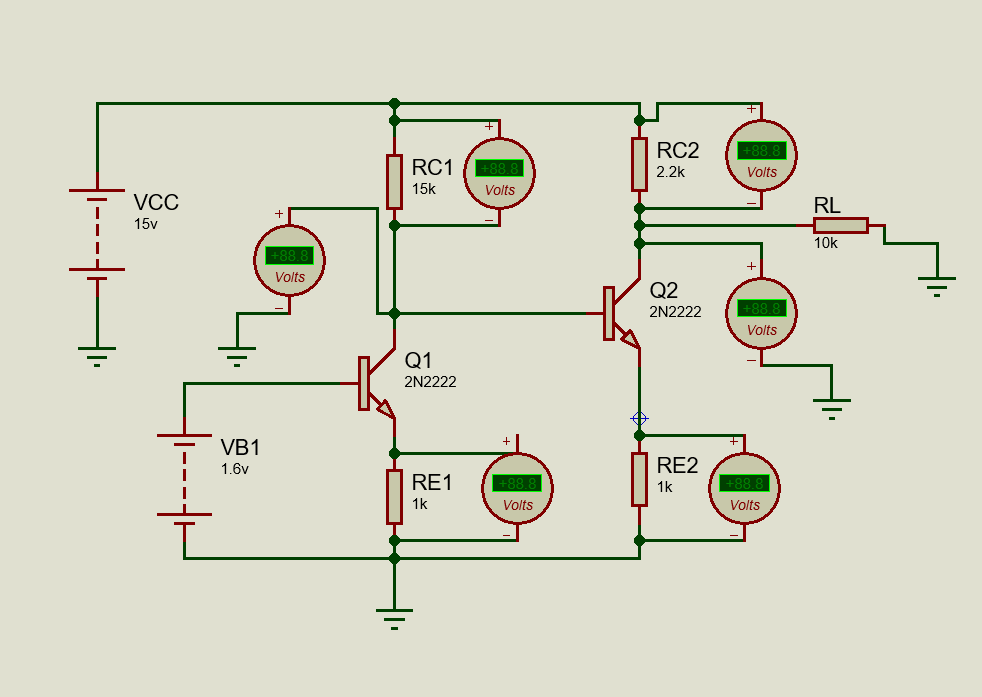 VCC
15v
RC1
15k
+88.8
Volts
RC2
2.2k
+88.8
Volts
RL
10k
+88.8
Volts
Q2
2N2222
+88.8
Volts
Q1
2N2222
VB1
1.6v
RE1
1k
+88.8
Volts
RE2
1k
+88.8
Volts